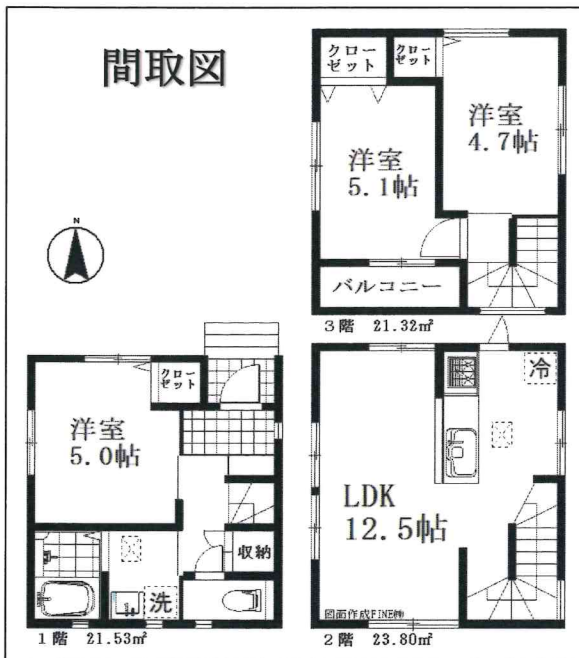 間取図
N
クロー
ゼット
クロー
ゼット
洋室
4.7帖
洋室
5.1帖
バルコニー
3階 21.32㎡
クロー
ゼット
洋室
5.0帖
収納
洗
1階 21.53㎡
冷
LDK
12.5帖
図面作成FINE㈱
2階 23.80㎡